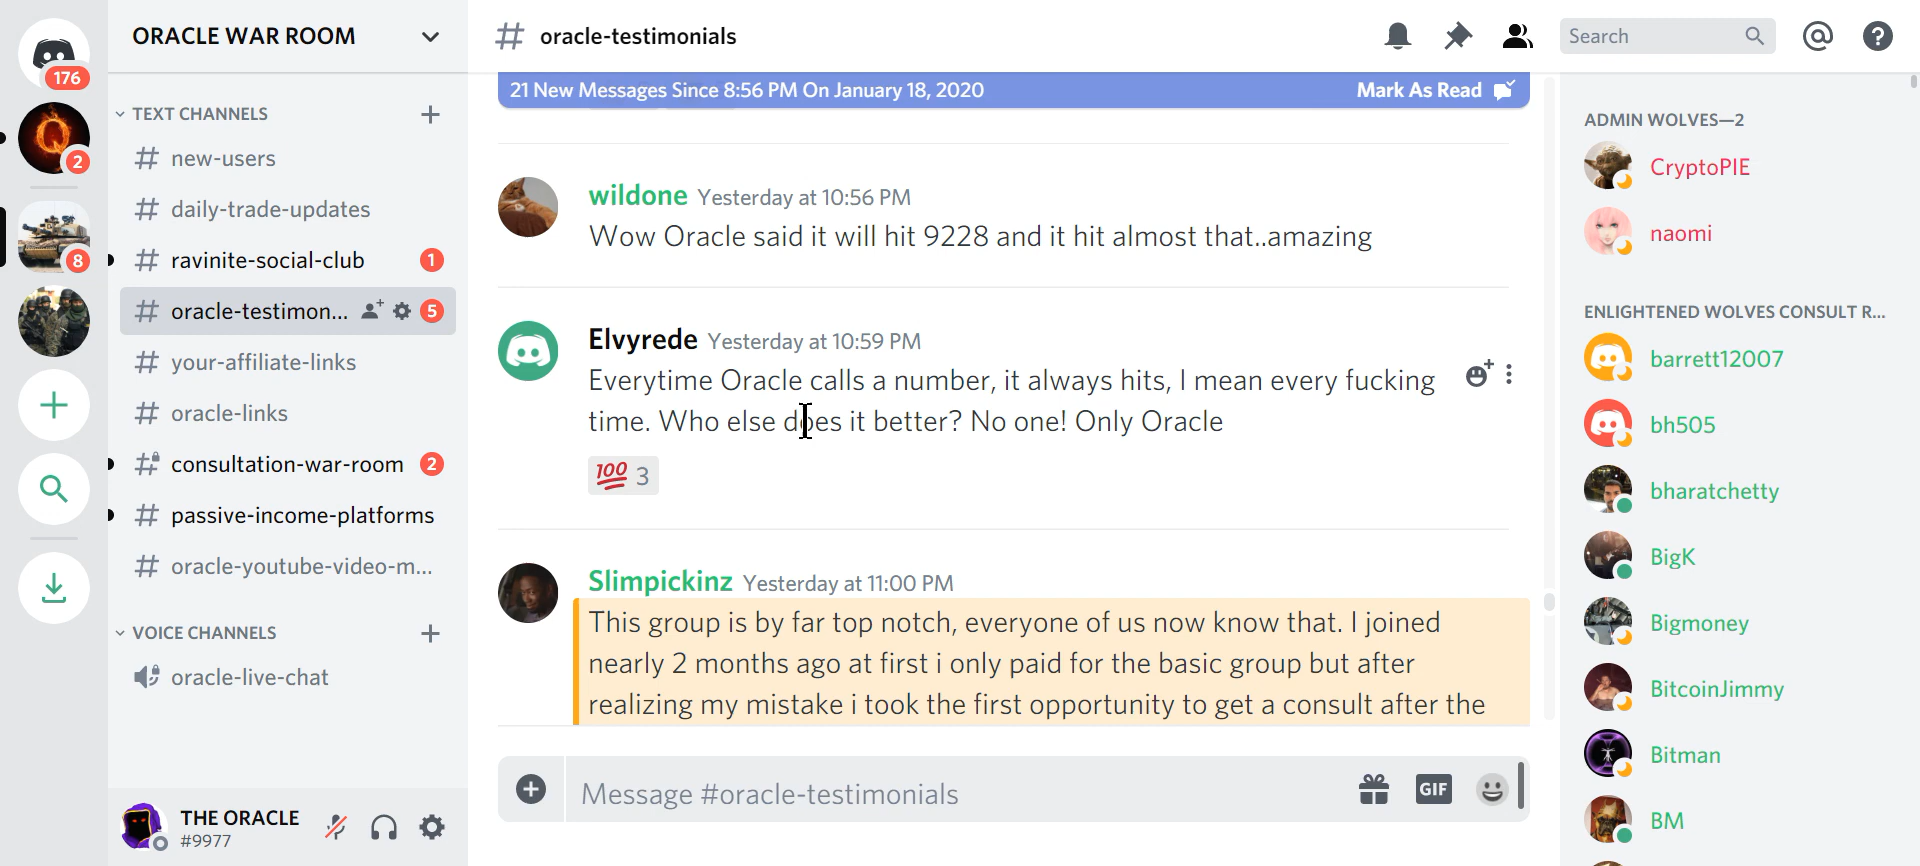 176
2
8
ORACLE WAR ROOM
TEXT CHANNELS
new-users
daily-trade-updates
ravinite-social-club 1
oracle-testimon... 5
your-affiliate-links
oracle-links
consultation-war-room 2
passive-income-platforms
oracle-youtube-video-m...
VOICE CHANNELS
oracle-live-chat
THE ORACLE
#9977
# oracle-testimonials
Search
21 New Messages Since 8:56 PM On January 18, 2020 Mark As Read
wildone Yesterday at 10:56 PM
Wow Oracle said it will hit 9228 and it hit almost that..amazing
Elvyrede Yesterday at 10:59 PM
Everytime Oracle calls a number, it always hits, I mean every fucking
time. Who else does it better? No one! Only Oracle
100 3
Slimpickinz Yesterday at 11:00 PM
This group is by far top notch, everyone of us now know that. I joined
nearly 2 months ago at first i only paid for the basic group but after
realizing my mistake i took the first opportunity to get a consult after the
Message #oracle-testimonials
GIF
ADMIN WOLVES—2
CryptoPIE
naomi
ENLIGHTENED WOLVES CONSULT R...
barrett12007
bh505
bharatchetty
BigK
Bigmoney
BitcoinJimmy
Bitman
BM